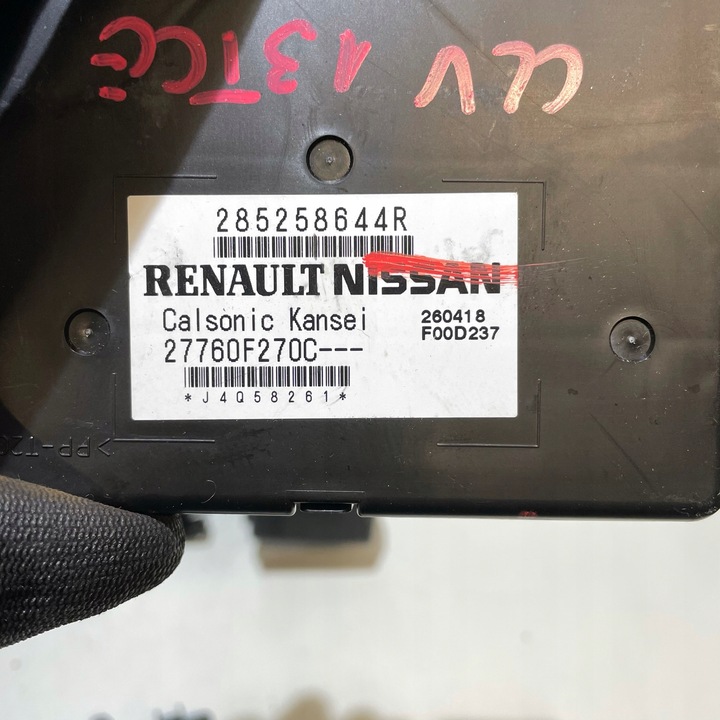 CLV 1.3TCE
285258644R
RENAULT NISSAN
Calsonic Kansei
260418
F00D237
27760F270C---
*J4Q58261*